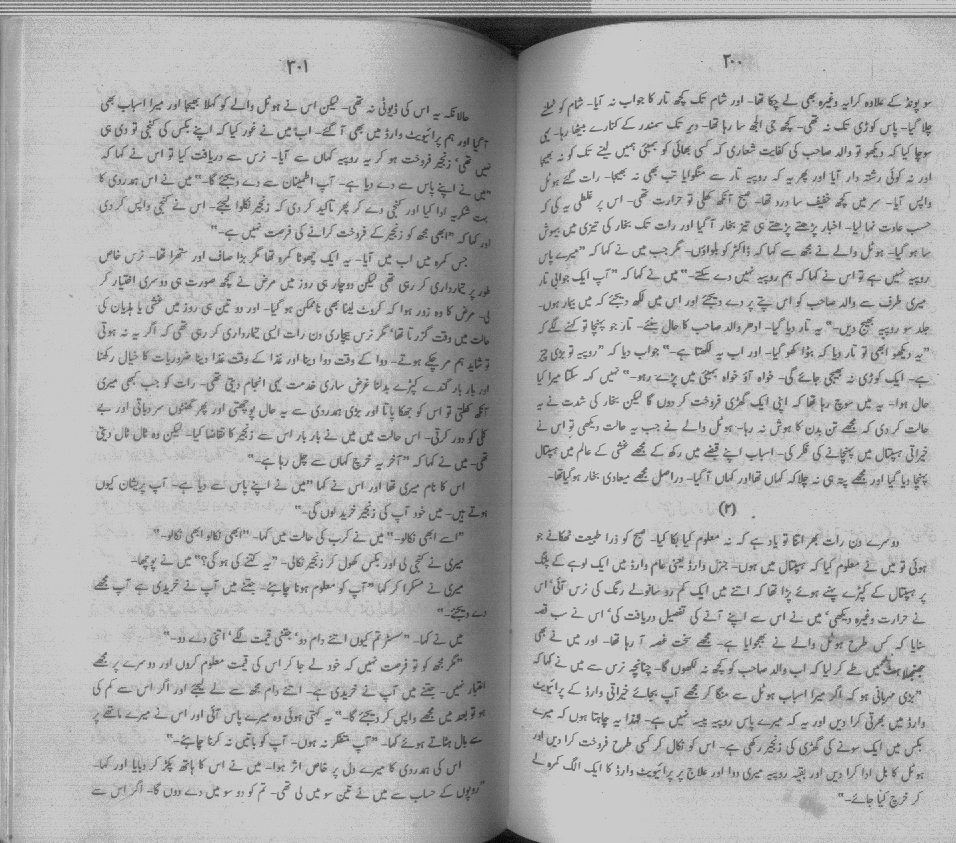 ۳۰۰
سو پونڈ کے علاوہ کرایہ وغیرہ بھی لے چکا تھا۔ اور شام تک کچھ تار کا جواب نہ آیا۔ شام کو ٹہلنے
چلا گیا۔ پاس کوڑی تک نہ تھی۔ کچھ جی الجھ سا رہا تھا۔ دیر تک سمندر کے کنارے بیٹھا رہا۔ یہی
سوچا کیا کہ دیکھو تو والد صاحب کی کفایت شعاری کہ کسی بھائی کو بمبئی ہمیں لینے تک کو نہ بھیجا
اور نہ کوئی رشتہ دار آیا اور پھر یہ کہ روپیہ تار سے منگوایا تب بھی نہ بھیجا۔ رات گئے ہوٹل
واپس آیا۔ سر میں کچھ خفیف سا درد تھا۔ صبح آنکھ کھلی تو حرارت تھی۔ اس پر غلطی یہ کی کہ
حسب عادت نہا لیا۔ اخبار پڑھتے پڑھتے ہی تیز بخار آگیا اور رات تک بخار کی تیزی میں بیہوش
سا ہو گیا۔ ہوٹل والے نے مجھ سے کہا کہ ڈاکٹر کو بلواؤں۔ مگر جب میں نے کہا کہ "میرے پاس
روپیہ نہیں ہے تو اس نے کہا کہ ہم روپیہ نہیں دے سکتے۔" میں نے کہا کہ "آپ ایک جوابی تار
میری طرف سے والد صاحب کو اس پتے پر دے دیجئے اور اس میں لکھ دیجئے کہ میں بیمار ہوں۔
جلد سو روپیہ بھیج دیں۔" یہ تار دیا گیا۔ ادھر والد صاحب کا حال سنئے۔ تار جو پہنچا تو کہنے لگے کہ
"یہ دیکھو ابھی تو تار دیا کہ بٹوا کھو گیا۔ اور اب یہ لکھتا ہے۔" جواب دیا کہ "روپیہ تو بڑی چیز
ہے۔ ایک کوڑی نہ بھیجی جائے گی۔ خواہ آؤ خواہ بمبئی میں پڑے رہو۔" نہیں کہہ سکتا میرا کیا
حال ہوا۔ یہ میں سوچ رہا تھا کہ اپنی ایک گھڑی فروخت کر دوں گا لیکن بخار کی شدت نے یہ
حالت کر دی کہ مجھے تن بدن کا ہوش نہ رہا۔ ہوٹل والے نے جب یہ حالت دیکھی تو اس نے
خیراتی ہسپتال میں پہنچانے کی فکر کی۔ اسباب اپنے قبضے میں رکھ کے مجھے غشی کے عالم میں ہسپتال
پہنچا دیا گیا اور مجھے پتہ ہی نہ چلا کہ کہاں تھا اور کہاں آگیا۔ دراصل مجھے میعادی بخار ہو گیا تھا۔
(۲)
دوسرے دن رات بھر اتنا تو یاد ہے کہ نہ معلوم کیا بکا کیا۔ صبح کو ذرا طبیعت ٹھکانے جو
ہوئی تو میں نے معلوم کیا کہ ہسپتال میں ہوں۔ جنرل وارڈ یعنی عام وارڈ میں ایک لوہے کے پلنگ
پر ہسپتال کے کپڑے پہنے ہوئے پڑا تھا کہ اتنے میں ایک کم رو سانولے رنگ کی نرس آئی' اس
نے حرارت وغیرہ دیکھی' میں نے اس سے اپنے آنے کی تفصیل دریافت کی' اس نے سب قصہ
سنایا کہ کس طرح ہوٹل والے نے بھجوایا ہے۔ مجھے سخت غصہ آ رہا تھا۔ اور میں نے بھی
میں طے کر لیا کہ اب والد صاحب کو کچھ نہ لکھوں گا۔ چنانچہ نرس سے میں نے کہا کہ
"بڑی مہربانی ہو کہ اگر میرا اسباب ہوٹل سے منگا کر مجھے آپ بجائے خیراتی وارڈ کے پرائیویٹ
وارڈ میں بھرتی کرا دیں اور یہ کہ میرے پاس روپیہ پیسہ نہیں ہے۔ لہٰذا یہ چاہتا ہوں کہ میرے
بکس میں ایک سونے کی گھڑی کی زنجیر رکھی ہے۔ اس کو نکال کر کسی طرح فروخت کرا دیں اور
ہوٹل کا بل ادا کرا دیں اور بقیہ روپیہ میری دوا اور علاج پر پرائیویٹ وارڈ کا ایک الگ کمرہ لے
کر خرچ کیا جائے۔"
۳۰۱
حالانکہ یہ اس کی ڈیوٹی نہ تھی۔ لیکن اس نے ہوٹل والے کو کہلا بھیجا اور میرا اسباب بھی
آگیا اور ہم پرائیویٹ وارڈ میں بھی آگئے۔ اب میں نے غور کیا کہ اپنے بکس کی کنجی تو دی ہی
نہیں تھی' زنجیر فروخت ہو کر یہ روپیہ کہاں سے آیا۔ نرس سے دریافت کیا تو اس نے کہا کہ
"میں نے اپنے پاس سے دے دیا ہے۔ آپ اطمینان سے دے دیجئے گا۔" میں نے اس ہمدردی کا
بہت شکریہ ادا کیا اور کنجی دے کر پھر تاکید کر دی کہ زنجیر نکلوا لیجئے۔ اس نے کنجی واپس کر دی
اور کہا کہ "ابھی مجھ کو زنجیر کے فروخت کرانے کی فرصت نہیں ہے۔"
جس کمرہ میں اب میں آیا۔ یہ ایک چھوٹا کمرہ تھا مگر بڑا صاف اور ستھرا تھا۔ نرس خاص
طور پر تیمارداری کر رہی تھی لیکن دوچار ہی روز میں مرض نے کچھ صورت ہی دوسری اختیار کر
لی۔ مرض کا وہ زور ہوا کہ کروٹ لینا بھی ناممکن ہو گیا۔ اور دو تین ہی روز میں غشی یا ہذیان کی
حالت میں وقت گزرتا تھا' مگر نرس بیچاری دن رات ایسی تیمارداری کر رہی تھی کہ اگر یہ نہ ہوتی
تو شاید ہم مر چکے ہوتے۔ دوا کے وقت دوا دینا اور غذا کے وقت غذا دینا ضروریات کا خیال رکھنا
اور بار بار گندے کپڑے بدلنا غرض ساری خدمت یہی انجام دیتی تھی۔ رات کو جب کبھی میری
آنکھ کھلتی تو اس کو جھکا پاتا اور بڑی ہمدردی سے یہ حال پوچھتی اور پھر گھنٹوں سر دباتی اور بے
کلی کو دور کرتی۔ اس حالت میں میں نے بار بار اس سے زنجیر کا تقاضا کیا۔ لیکن وہ ٹال ٹال دیتی
تھی۔ میں نے کہا کہ "آخر یہ خرچ کہاں سے چل رہا ہے۔"
اس کا نام میری تھا اور اس نے کہا "میں نے اپنے پاس سے دیا ہے۔ آپ پریشان کیوں
ہوتے ہیں۔ میں خود آپ کی زنجیر خرید لوں گی۔"
"اسے ابھی نکالو۔" میں نے کرب کی حالت میں کہا۔ "ابھی نکالو ابھی نکالو۔"
میری نے کنجی لی اور بکس کھول کر زنجیر نکالی۔ "یہ کتنے کی ہو گی؟" میں نے پوچھا۔
میری نے مسکرا کر کہا "آپ کو معلوم ہونا چاہئے۔ جتنے میں آپ نے خریدی ہے آپ مجھے
دے دیجئے۔"
میں نے کہا۔ "سسٹر تم کیوں اتنے دام دو' جتنی قیمت لگے' اتنی دے دو۔"
"مگر مجھ کو تو فرصت نہیں کہ خود لے جا کر اس کی قیمت معلوم کروں اور دوسرے پر مجھے
اعتبار نہیں۔ جتنے میں آپ نے خریدی ہے۔ اتنے دام مجھ سے لے لیجئے اور اگر اس سے کم کی
ہو تو بعد میں مجھے واپس کر دیجئے گا۔" یہ کہتی ہوئی وہ میرے پاس آئی اور اس نے میرے ماتھے پر
سے بال ہٹاتے ہوئے کہا۔ "آپ متفکر نہ ہوں۔ آپ کو باتیں نہ کرنا چاہئے۔"
اس کی ہمدردی کا میرے دل پر خاص اثر ہوا۔ میں نے اس کا ہاتھ پکڑ کر دبایا اور کہا۔
"روپوں کے حساب سے میں نے تین سو میں لی تھی۔ تم کو دو سو میں دے دوں گا۔ اگر اس سے